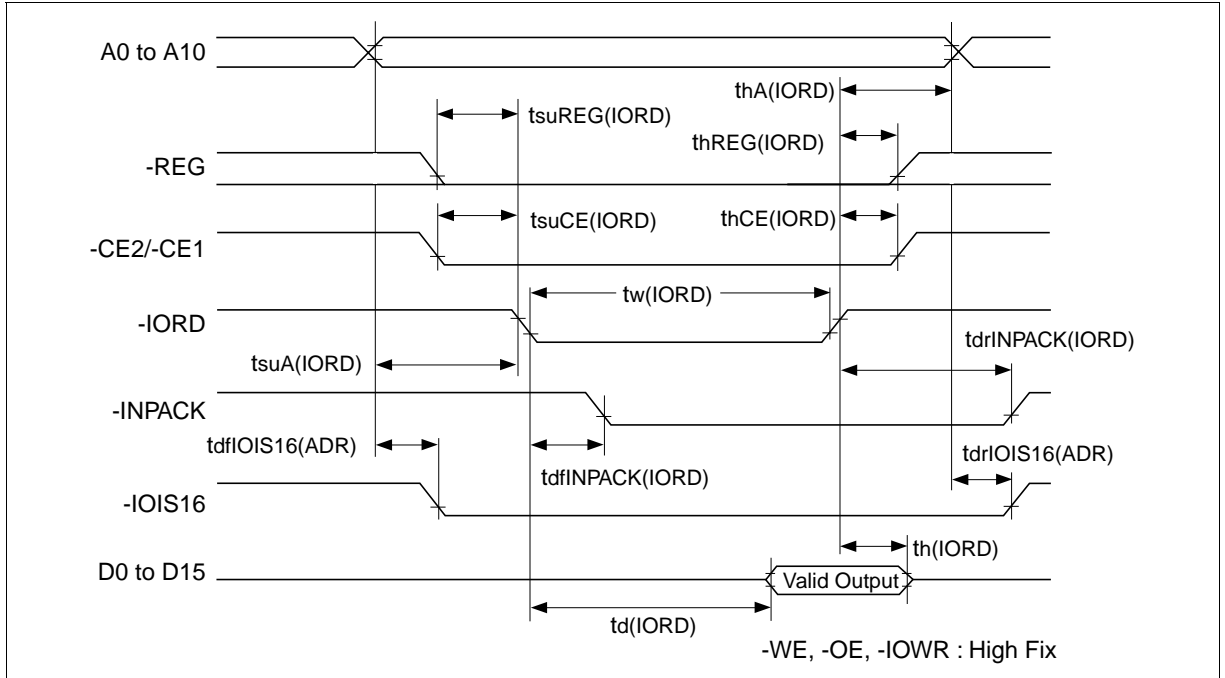 A0 to A10
thA(IORD)
tsuREG(IORD)
thREG(IORD)
-REG
tsuCE(IORD)
thCE(IORD)
-CE2/-CE1
tw(IORD)
-IORD
tdrINPACK(IORD)
tsuA(IORD)
-INPACK
tdfIOIS16(ADR)
tdrIOIS16(ADR)
tdfINPACK(IORD)
-IOIS16
th(IORD)
D0 to D15
Valid Output
td(IORD)
-WE, -OE, -IOWR : High Fix